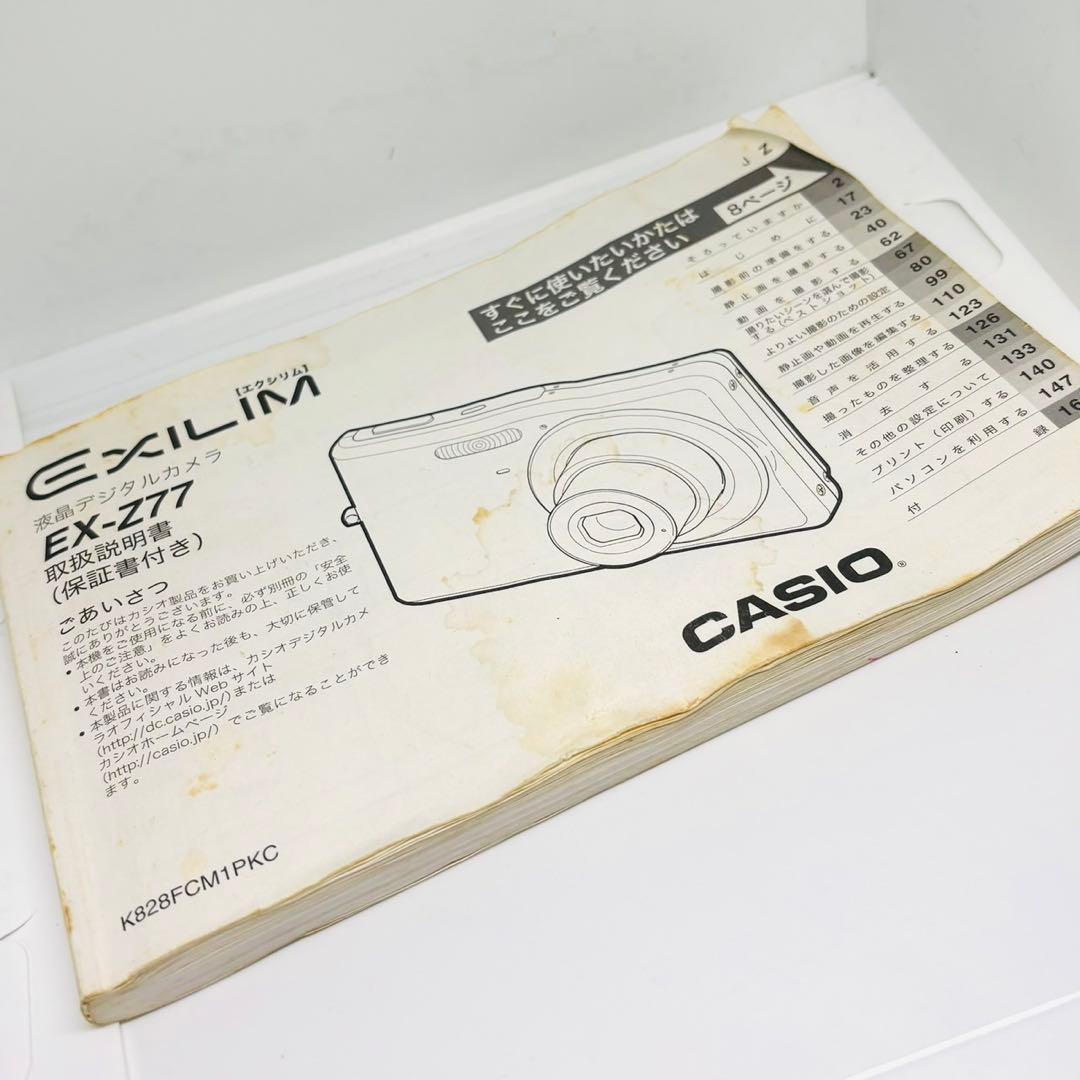 EXILIM
【エクシリム】
液晶デジタルカメラ
EX-Z77
取扱説明書
(保証書付き)
ごあいさつ
このたびはカシオ製品をお買い上げいただき、
誠にありがとうございます。
• 本機をご使用になる前に、必ず別冊の「安全
上のご注意」をよくお読みの上、正しくお使
いください。
• 本書はお読みになった後も、大切に保管して
ください。
• 本製品に関する情報は、カシオデジタルカメ
ラオフィシャル Web サイト
(http://dc.casio.jp/)または
カシオホームページ
(http://casio.jp/) でご覧になることができ
ます。
K828FCM1PKC
J Z
すぐに使いたいかたは
ここをご覧ください
8ページ
そろっていますか 2
はじめに 17
撮影前の準備をする 23
静止画を撮影する 40
動画を撮影する 62
撮りたいシーンを選んで撮影
する(ベストショット) 67
よりよい撮影のための設定 80
静止画や動画を再生する 99
撮影した画像を編集する 110
音声を活用する 123
撮ったものを整理する 126
消去する 131
その他の設定について 133
プリント(印刷)する 140
パソコンを利用する 147
付録
CASIO®